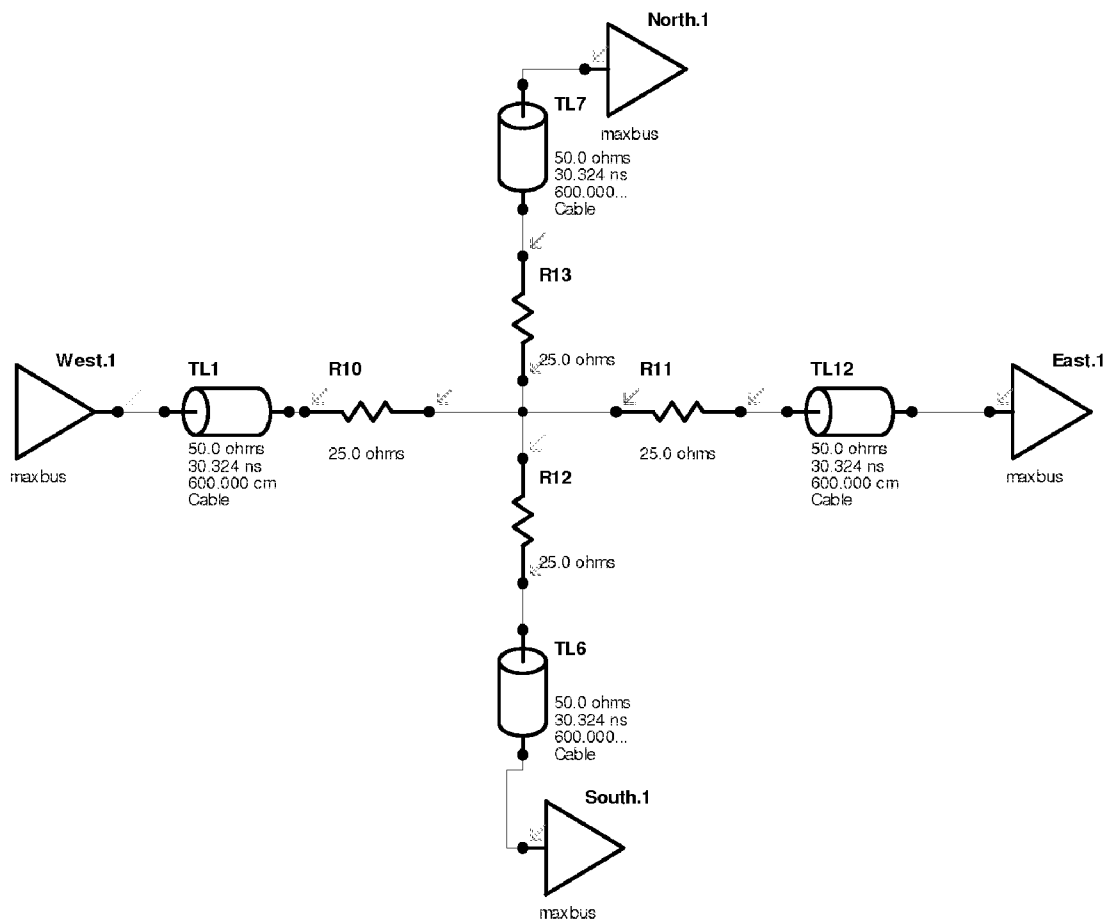 North.1
maxbus
TL7
50.0 ohms
30.324 ns
600.000...
Cable
R13
25.0 ohms
West.1
maxbus
TL1
50.0 ohms
30.324 ns
600.000 cm
Cable
R10
25.0 ohms
R11
25.0 ohms
TL12
50.0 ohms
30.324 ns
600.000 cm
Cable
East.1
maxbus
R12
25.0 ohms
TL6
50.0 ohms
30.324 ns
600.000...
Cable
South.1
maxbus